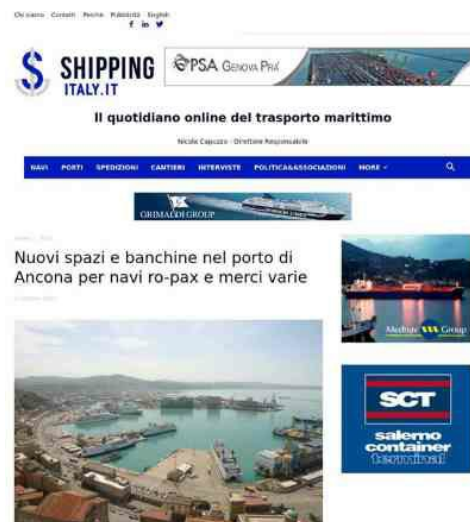 Chi siamo Contatti Perchè Pubblicità English
SHIPPING
ITALY.IT
PSA GENOVA PRA'
Il quotidiano online del trasporto marittimo
Nicola Capuzzo - Direttore Responsabile
NAVI PORTI SPEDIZIONI CANTIERI INTERVISTE POLITICA&ASSOCIAZIONI MORE
GRIMALDI GROUP
Nuovi spazi e banchine nel porto di
Ancona per navi ro-pax e merci varie
Mednav Group
SCT
salerno
container
terminal